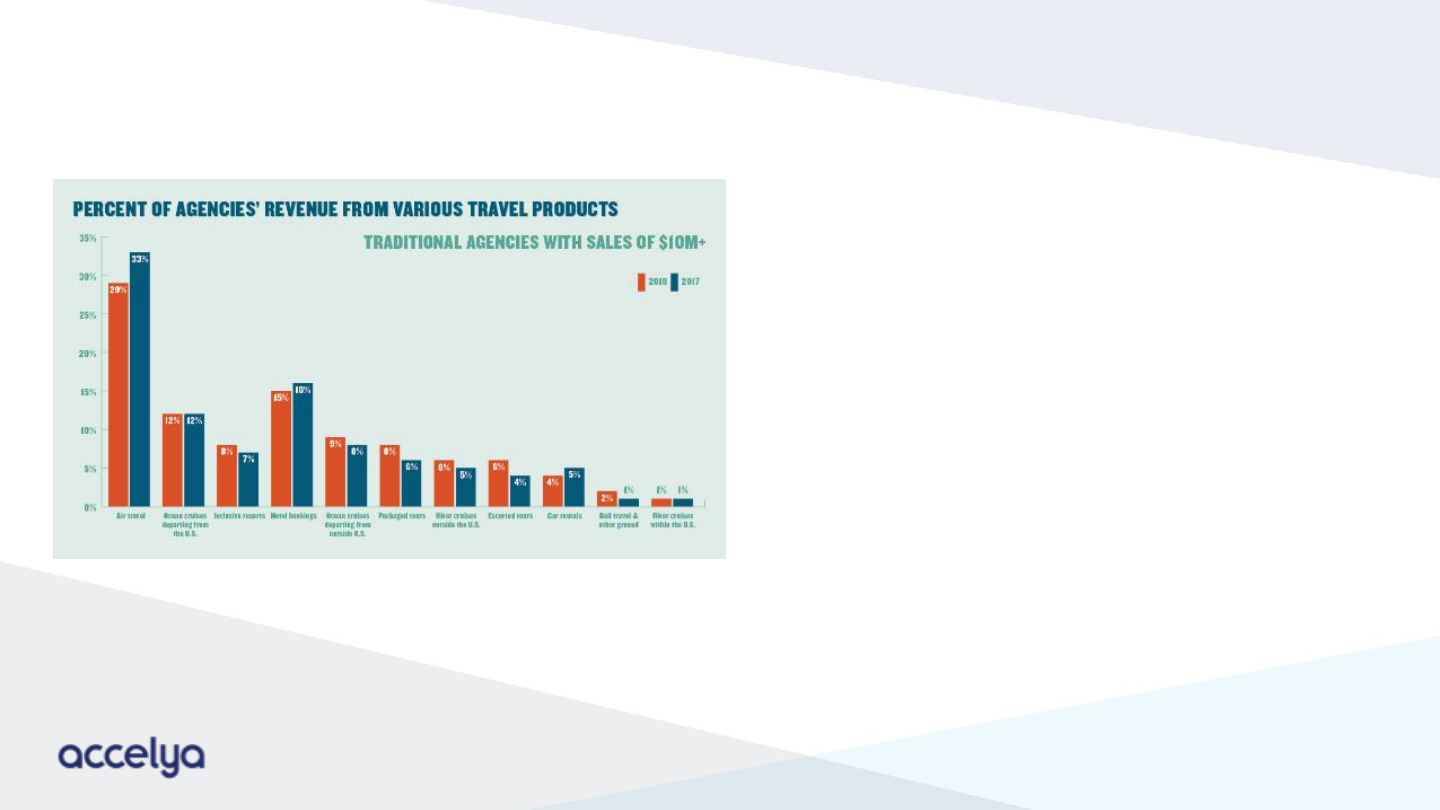 PERCENT OF AGENCIES' REVENUE FROM VARIOUS TRAVEL PRODUCTS
TRADITIONAL AGENCIES WITH SALES OF $10M+
2016 2017
35%
30%
25%
20%
15%
10%
5%
0%
29% 33%
12% 12%
8% 7%
15% 16%
9% 8%
8% 6%
6% 5%
6% 4%
4% 5%
2% 1%
1% 1%
Air travel
Ocean cruises
departing from
the U.S.
Inclusive resorts
Hotel bookings
Ocean cruises
departing from
outside U.S.
Packaged tours
River cruises
outside the U.S.
Escorted tours
Car rentals
Rail travel &
other ground
River cruises
within the U.S.
accelya